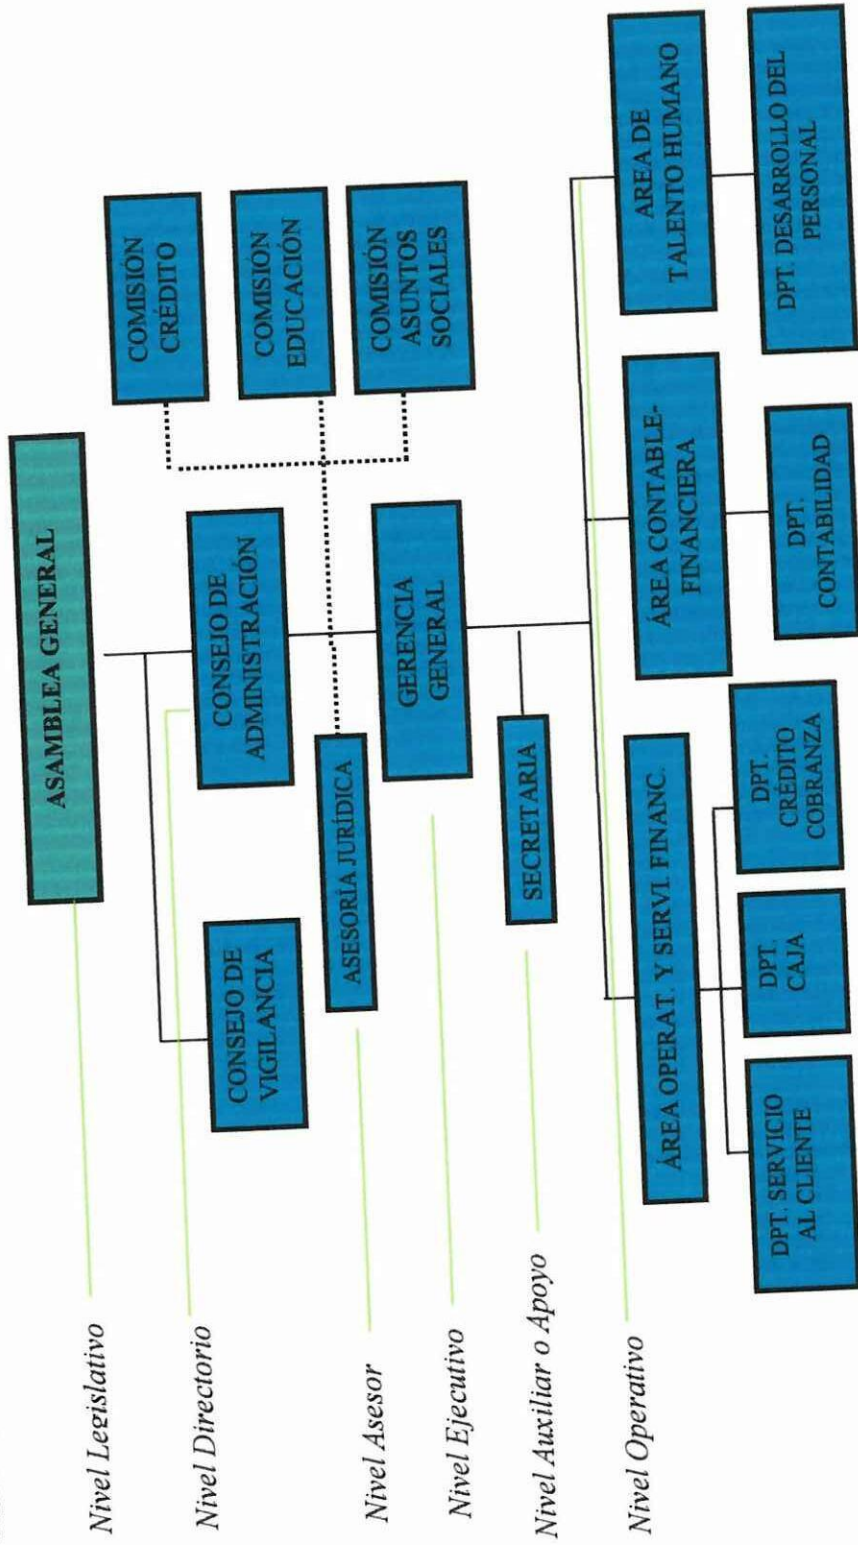 ASAMBLEA GENERAL
Nivel Legislativo
COMISIÓN
CRÉDITO
CONSEJO DE
VIGILANCIA
CONSEJO DE
ADMINISTRACIÓN
Nivel Directorio
COMISIÓN
EDUCACIÓN
ASESORÍA JURÍDICA
COMISIÓN
ASUNTOS
SOCIALES
Nivel Asesor
GERENCIA
GENERAL
Nivel Ejecutivo
SECRETARIA
Nivel Auxiliar o Apoyo
Nivel Operativo
ÁREA OPERAT. Y SERVI. FINANC.
ÁREA CONTABLE-
FINANCIERA
AREA DE
TALENTO HUMANO
DPT. SERVICIO
AL CLIENTE
DPT.
CAJA
DPT.
CRÉDITO
COBRANZA
DPT.
CONTABILIDAD
DPT. DESARROLLO DEL
PERSONAL